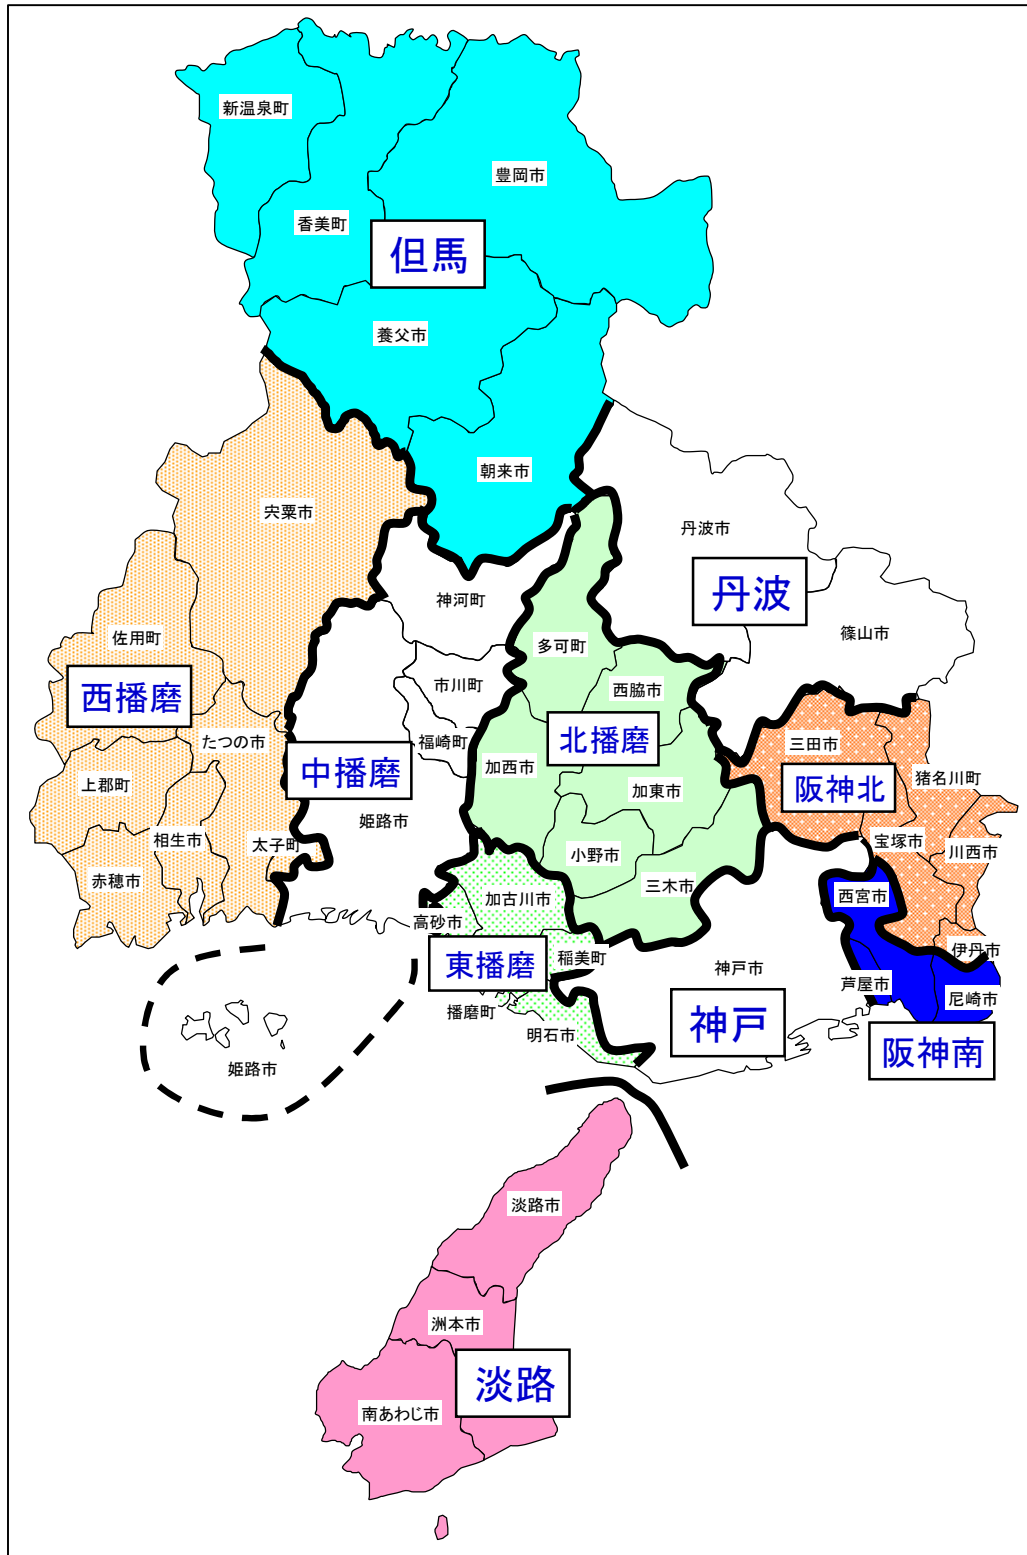 新温泉町
豊岡市
香美町
但馬
養父市
朝来市
宍粟市
丹波市
丹波
神河町
佐用町
篠山市
多可町
西播磨
市川町
西脇市
たつの市
福崎町
北播磨
三田市
中播磨
加西市
上郡町
加東市
阪神北
猪名川町
姫路市
相生市
太子町
小野市
宝塚市
川西市
赤穂市
三木市
加古川市
西宮市
高砂市
東播磨
稲美町
神戸市
伊丹市
芦屋市
尼崎市
播磨町
明石市
神戸
阪神南
姫路市
淡路市
洲本市
淡路
南あわじ市